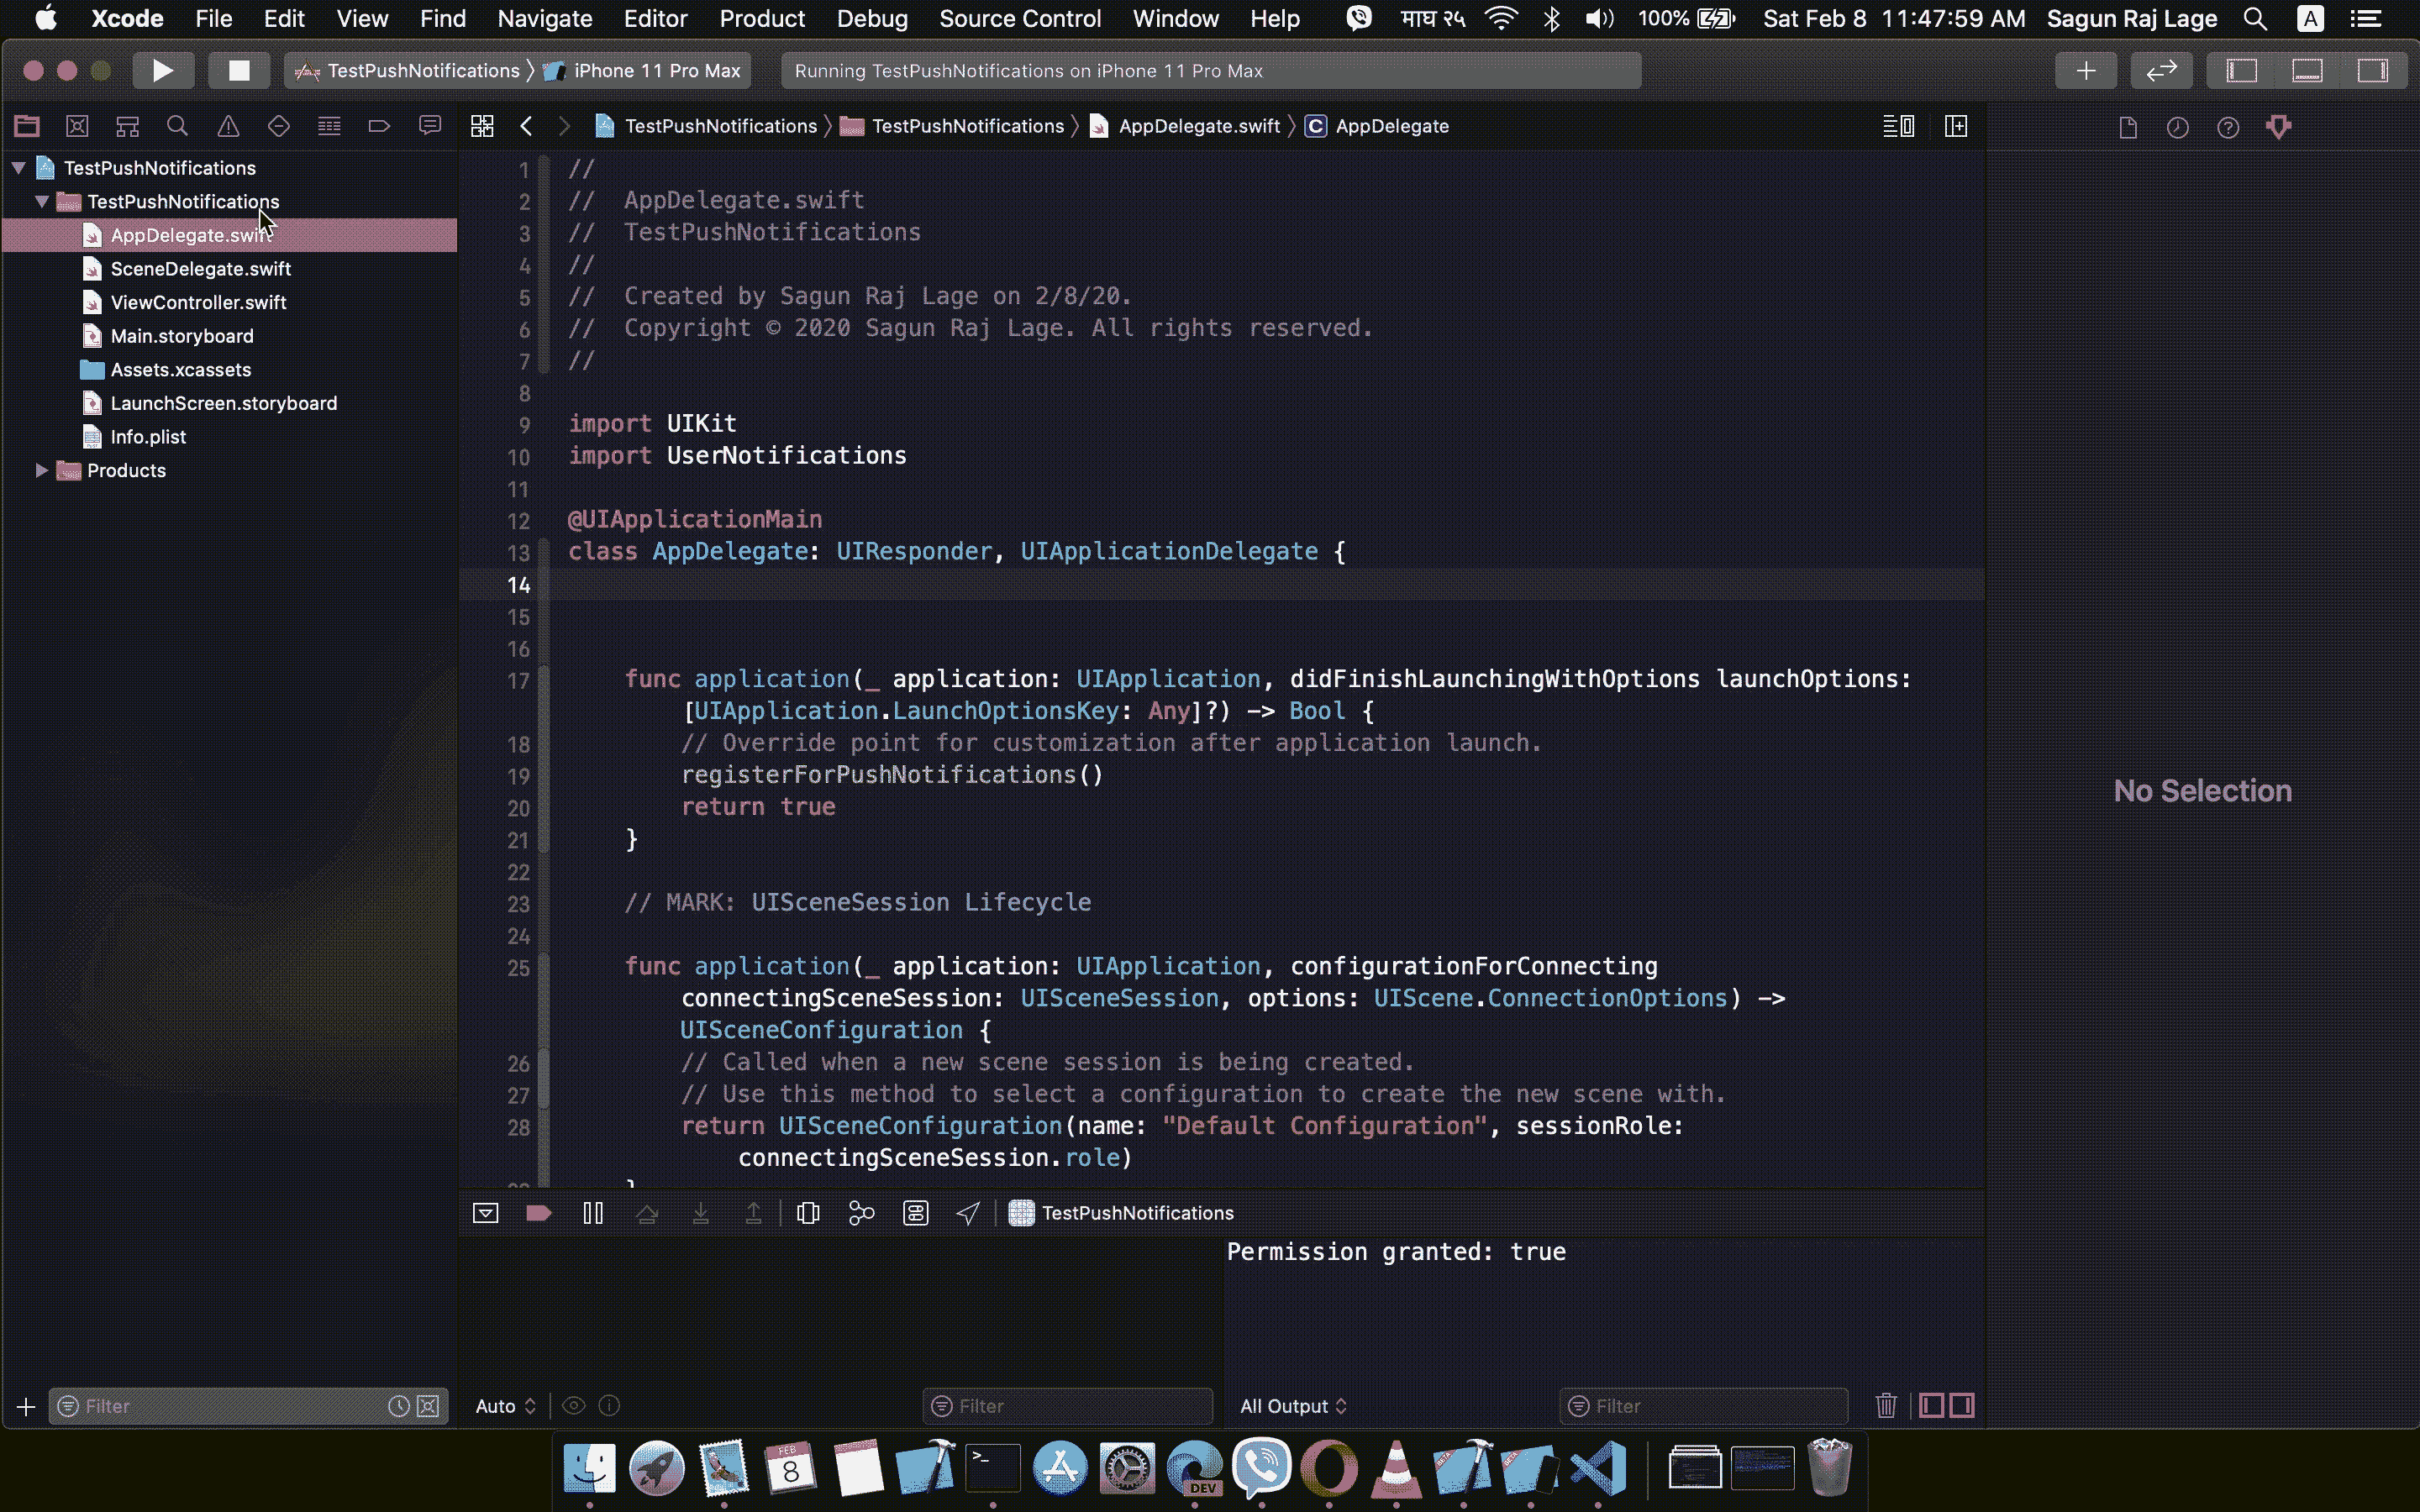 Xcode File Edit View Find Navigate Editor Product Debug Source Control Window Help माघ २५ 100% Sat Feb 8 11:47:59 AM Sagun Raj Lage A
TestPushNotifications iPhone 11 Pro Max Running TestPushNotifications on iPhone 11 Pro Max
TestPushNotifications TestPushNotifications AppDelegate.swift C AppDelegate
TestPushNotifications
TestPushNotifications
AppDelegate.swift
SceneDelegate.swift
ViewController.swift
Main.storyboard
Assets.xcassets
LaunchScreen.storyboard
Info.plist
Products
1 //
2 // AppDelegate.swift
3 // TestPushNotifications
4 //
5 // Created by Sagun Raj Lage on 2/8/20.
6 // Copyright © 2020 Sagun Raj Lage. All rights reserved.
7 //
8
9 import UIKit
10 import UserNotifications
11
12 @UIApplicationMain
13 class AppDelegate: UIResponder, UIApplicationDelegate {
14
15
16
17 func application(_ application: UIApplication, didFinishLaunchingWithOptions launchOptions:
[UIApplication.LaunchOptionsKey: Any]?) -> Bool {
18 // Override point for customization after application launch.
19 registerForPushNotifications()
20 return true
21 }
22
23 // MARK: UISceneSession Lifecycle
24
25 func application(_ application: UIApplication, configurationForConnecting
connectingSceneSession: UISceneSession, options: UIScene.ConnectionOptions) ->
UISceneConfiguration {
26 // Called when a new scene session is being created.
27 // Use this method to select a configuration to create the new scene with.
28 return UISceneConfiguration(name: "Default Configuration", sessionRole:
connectingSceneSession.role)
No Selection
TestPushNotifications
Permission granted: true
Filter
Auto Filter
All Output Filter
FEB
8
DEV
BETA
BETA